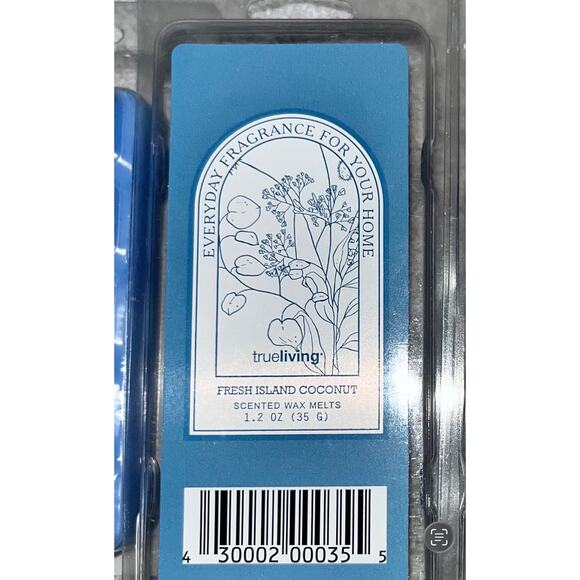 EVERYDAY FRAGRANCE FOR YOUR HOME
trueliving
FRESH ISLAND COCONUT
SCENTED WAX MELTS
1.2 OZ (35 G)
4 30002 00035 5